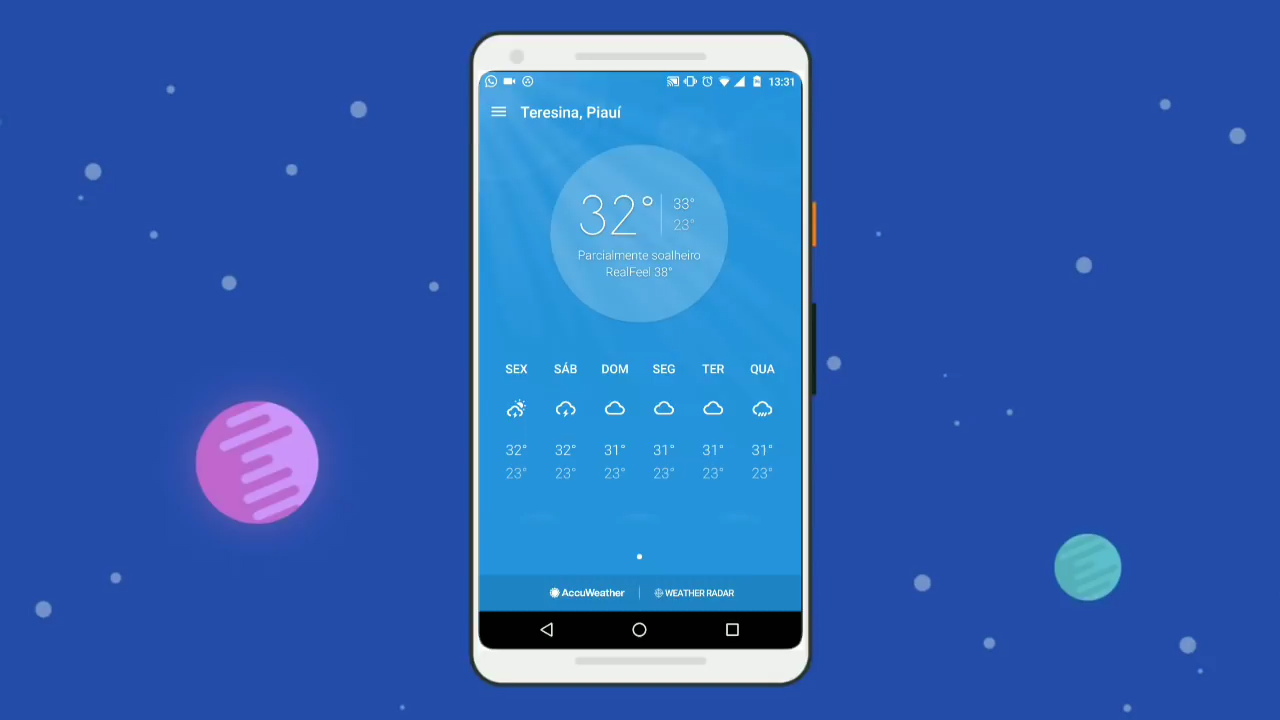 13:31
Teresina, Piauí
32° 33°
23°
Parcialmente soalheiro
RealFeel 38°
SEX SÁB DOM SEG TER QUA
32° 32° 31° 31° 31° 31°
23° 23° 23° 23° 23° 23°
AccuWeather WEATHER RADAR